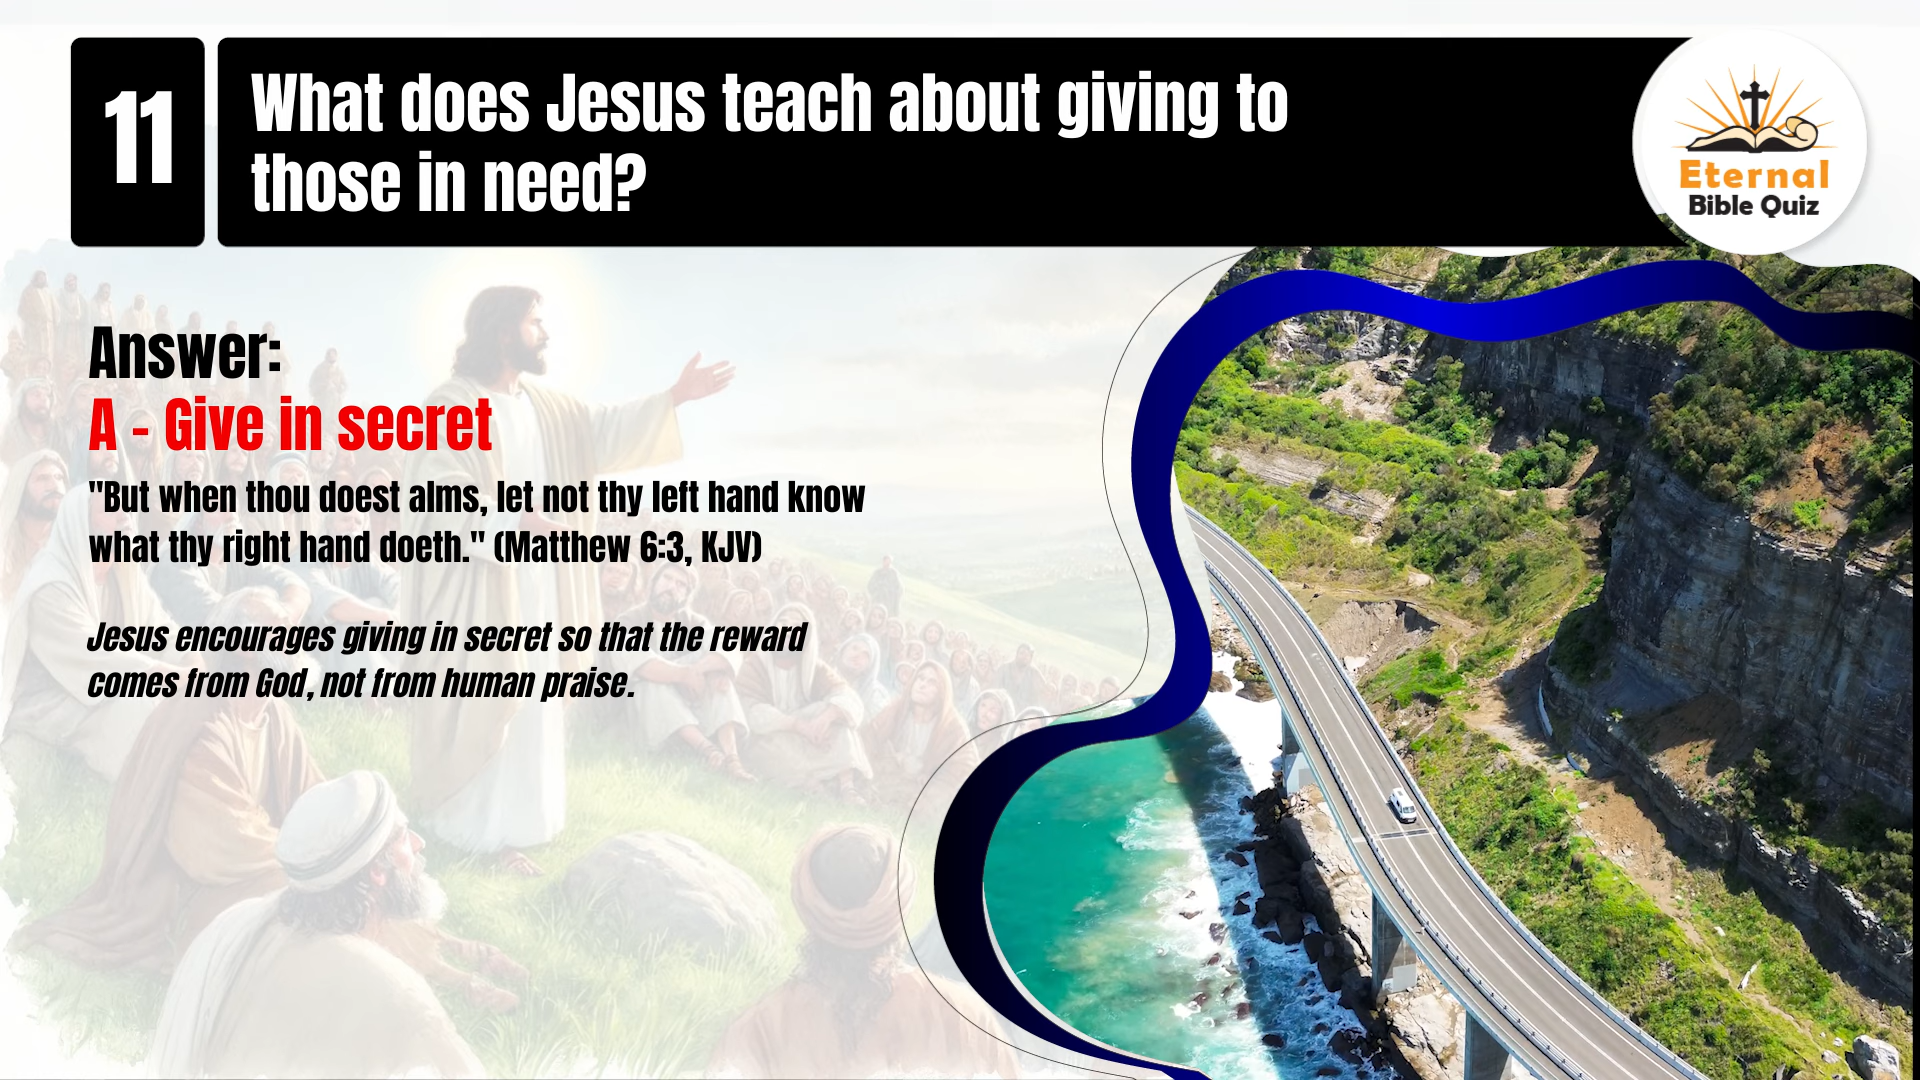 11
What does Jesus teach about giving to
those in need?
Eternal
Bible Quiz
Answer:
A - Give in secret
"But when thou doest alms, let not thy left hand know
what thy right hand doeth." (Matthew 6:3, KJV)
Jesus encourages giving in secret so that the reward
comes from God, not from human praise.